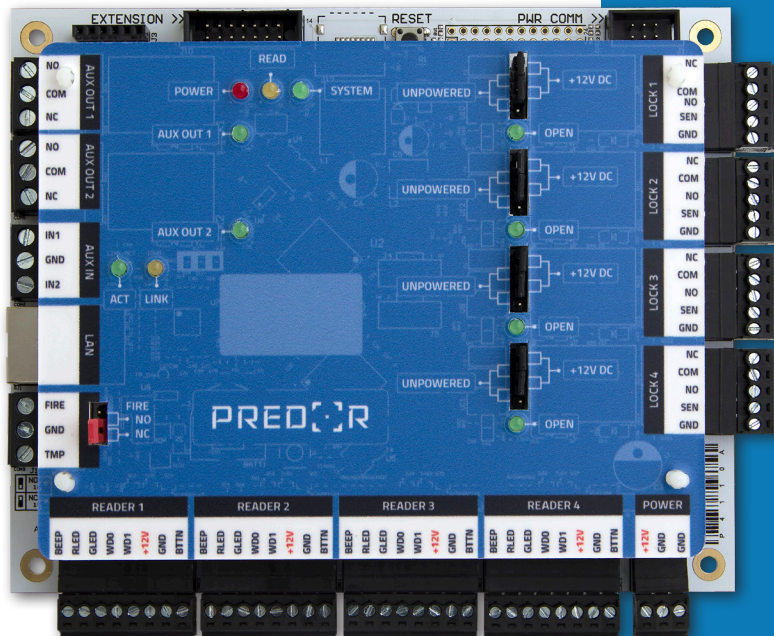 EXTENSION >>
RESET
PWR COMM >>
J3
14
NO
COM
NC
AUX OUT 1
NO
COM
NC
AUX OUT 2
IN1
GND
IN2
AUX IN
LAN
FIRE
GND
TMP
FIRE
NO
NC
READ
POWER
SYSTEM
AUX OUT 1
AUX OUT 2
ACT
LINK
U2
PREDOR
UNPOWERED
+12V DC
OPEN
UNPOWERED
+12V DC
OPEN
UNPOWERED
+12V DC
OPEN
UNPOWERED
+12V DC
OPEN
LOCK 1
NC
COM
NO
SEN
GND
LOCK 2
NC
COM
NO
SEN
GND
LOCK 3
NC
COM
NO
SEN
GND
LOCK 4
NC
COM
NO
SEN
GND
READER 1
BEEP
RLED
GLED
WD0
WD1
+12V
GND
BTTN
READER 2
BEEP
RLED
GLED
WD0
WD1
+12V
GND
BTTN
READER 3
BEEP
RLED
GLED
WD0
WD1
+12V
GND
BTTN
READER 4
BEEP
RLED
GLED
WD0
WD1
+12V
GND
BTTN
POWER
+12V
GND
GND